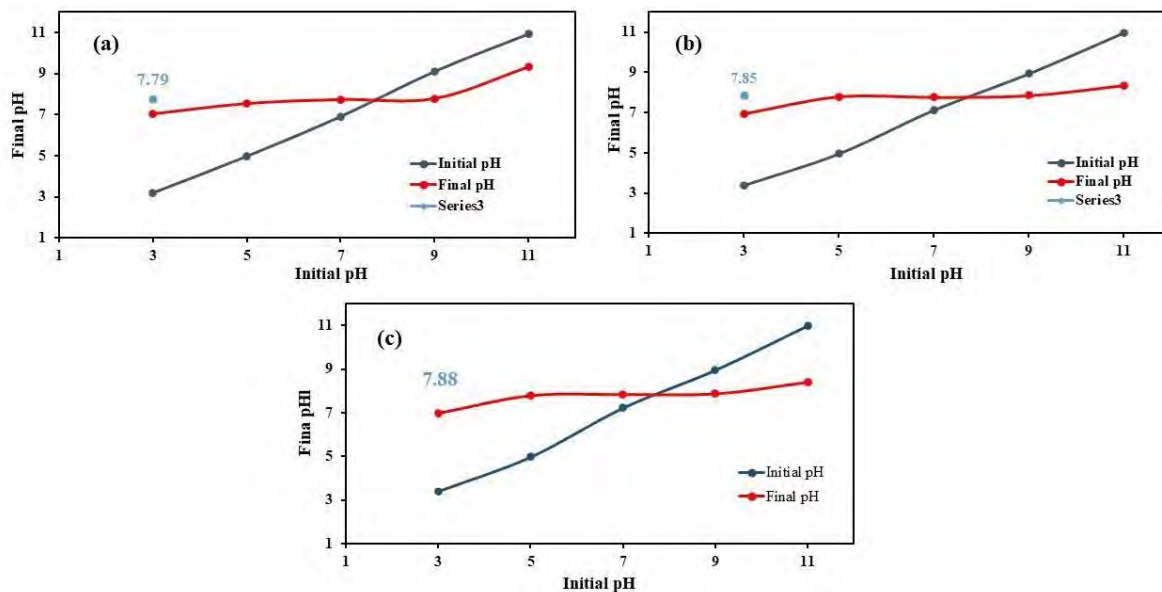 (a)
11
9
7
5
3
1
7.79
Final pH
Initial pH
Final pH
Series3
1 3 5 7 9 11
Initial pH
(b)
11
9
7
5
3
1
7.85
Final pH
Initial pH
Final pH
Series3
1 3 5 7 9 11
Initial pH
(c)
11
9
7
5
3
1
7.88
Fina pHl
Initial pH
Final pH
1 3 5 7 9 11
Initial pH